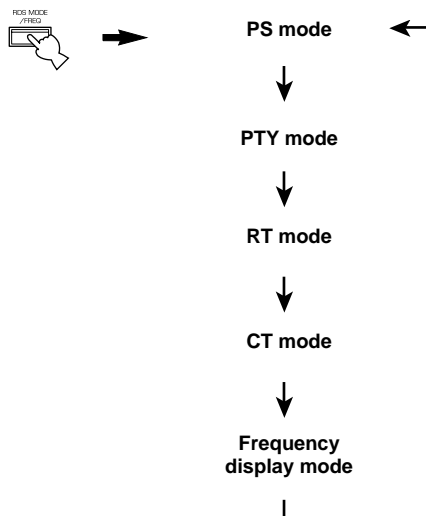 RDS MODE
/FREQ
PS mode
PTY mode
RT mode
CT mode
Frequency
display mode